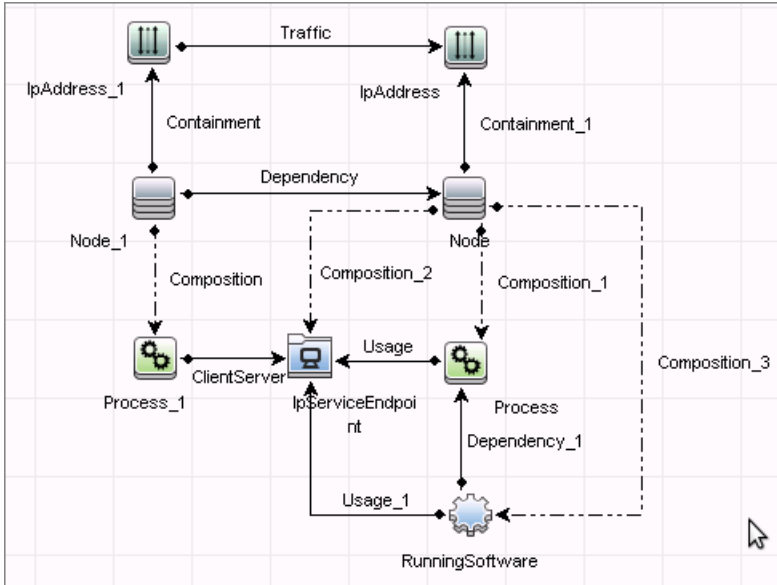 Traffic
IpAddress_1
IpAddress
Containment
Containment_1
Dependency
Node_1
Node
Composition
Composition_2
Composition_1
Composition_3
Usage
ClientServer
Process_1
IpServiceEndpoi
nt
Process
Dependency_1
Usage_1
RunningSoftware